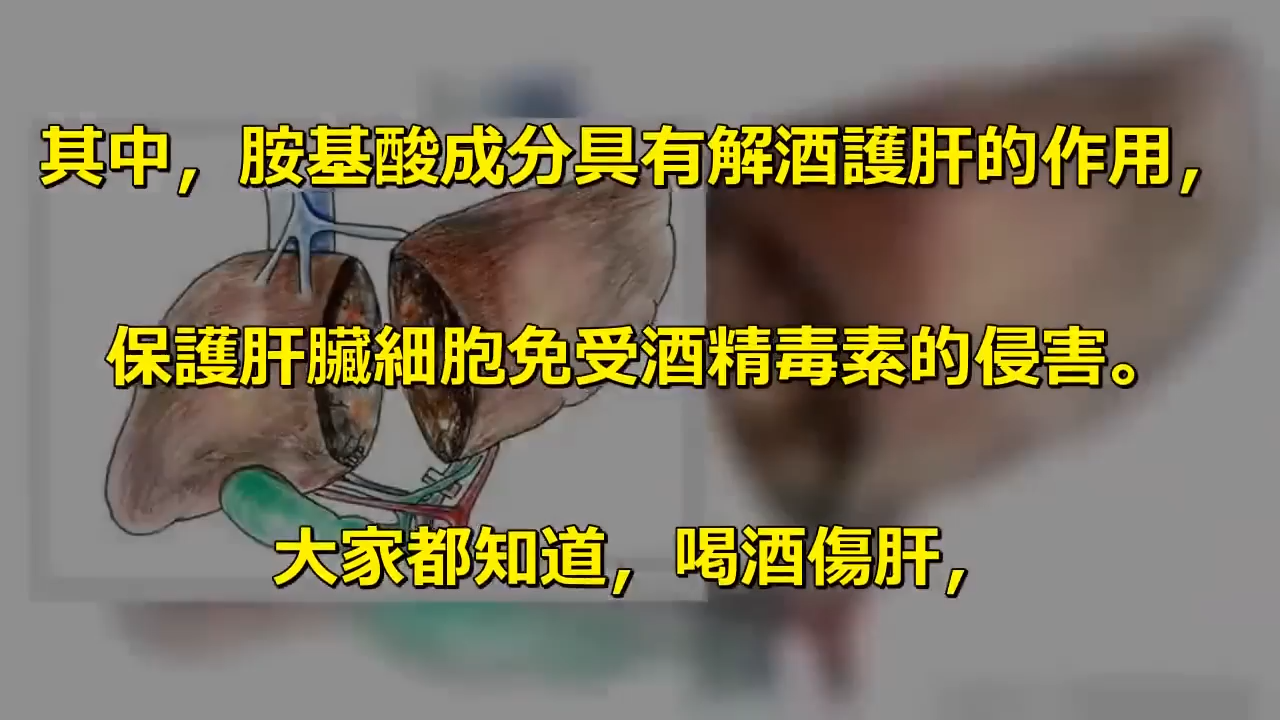 其中，胺基酸成分具有解酒護肝的作用，
保護肝臟細胞免受酒精毒素的侵害。
大家都知道，喝酒傷肝，